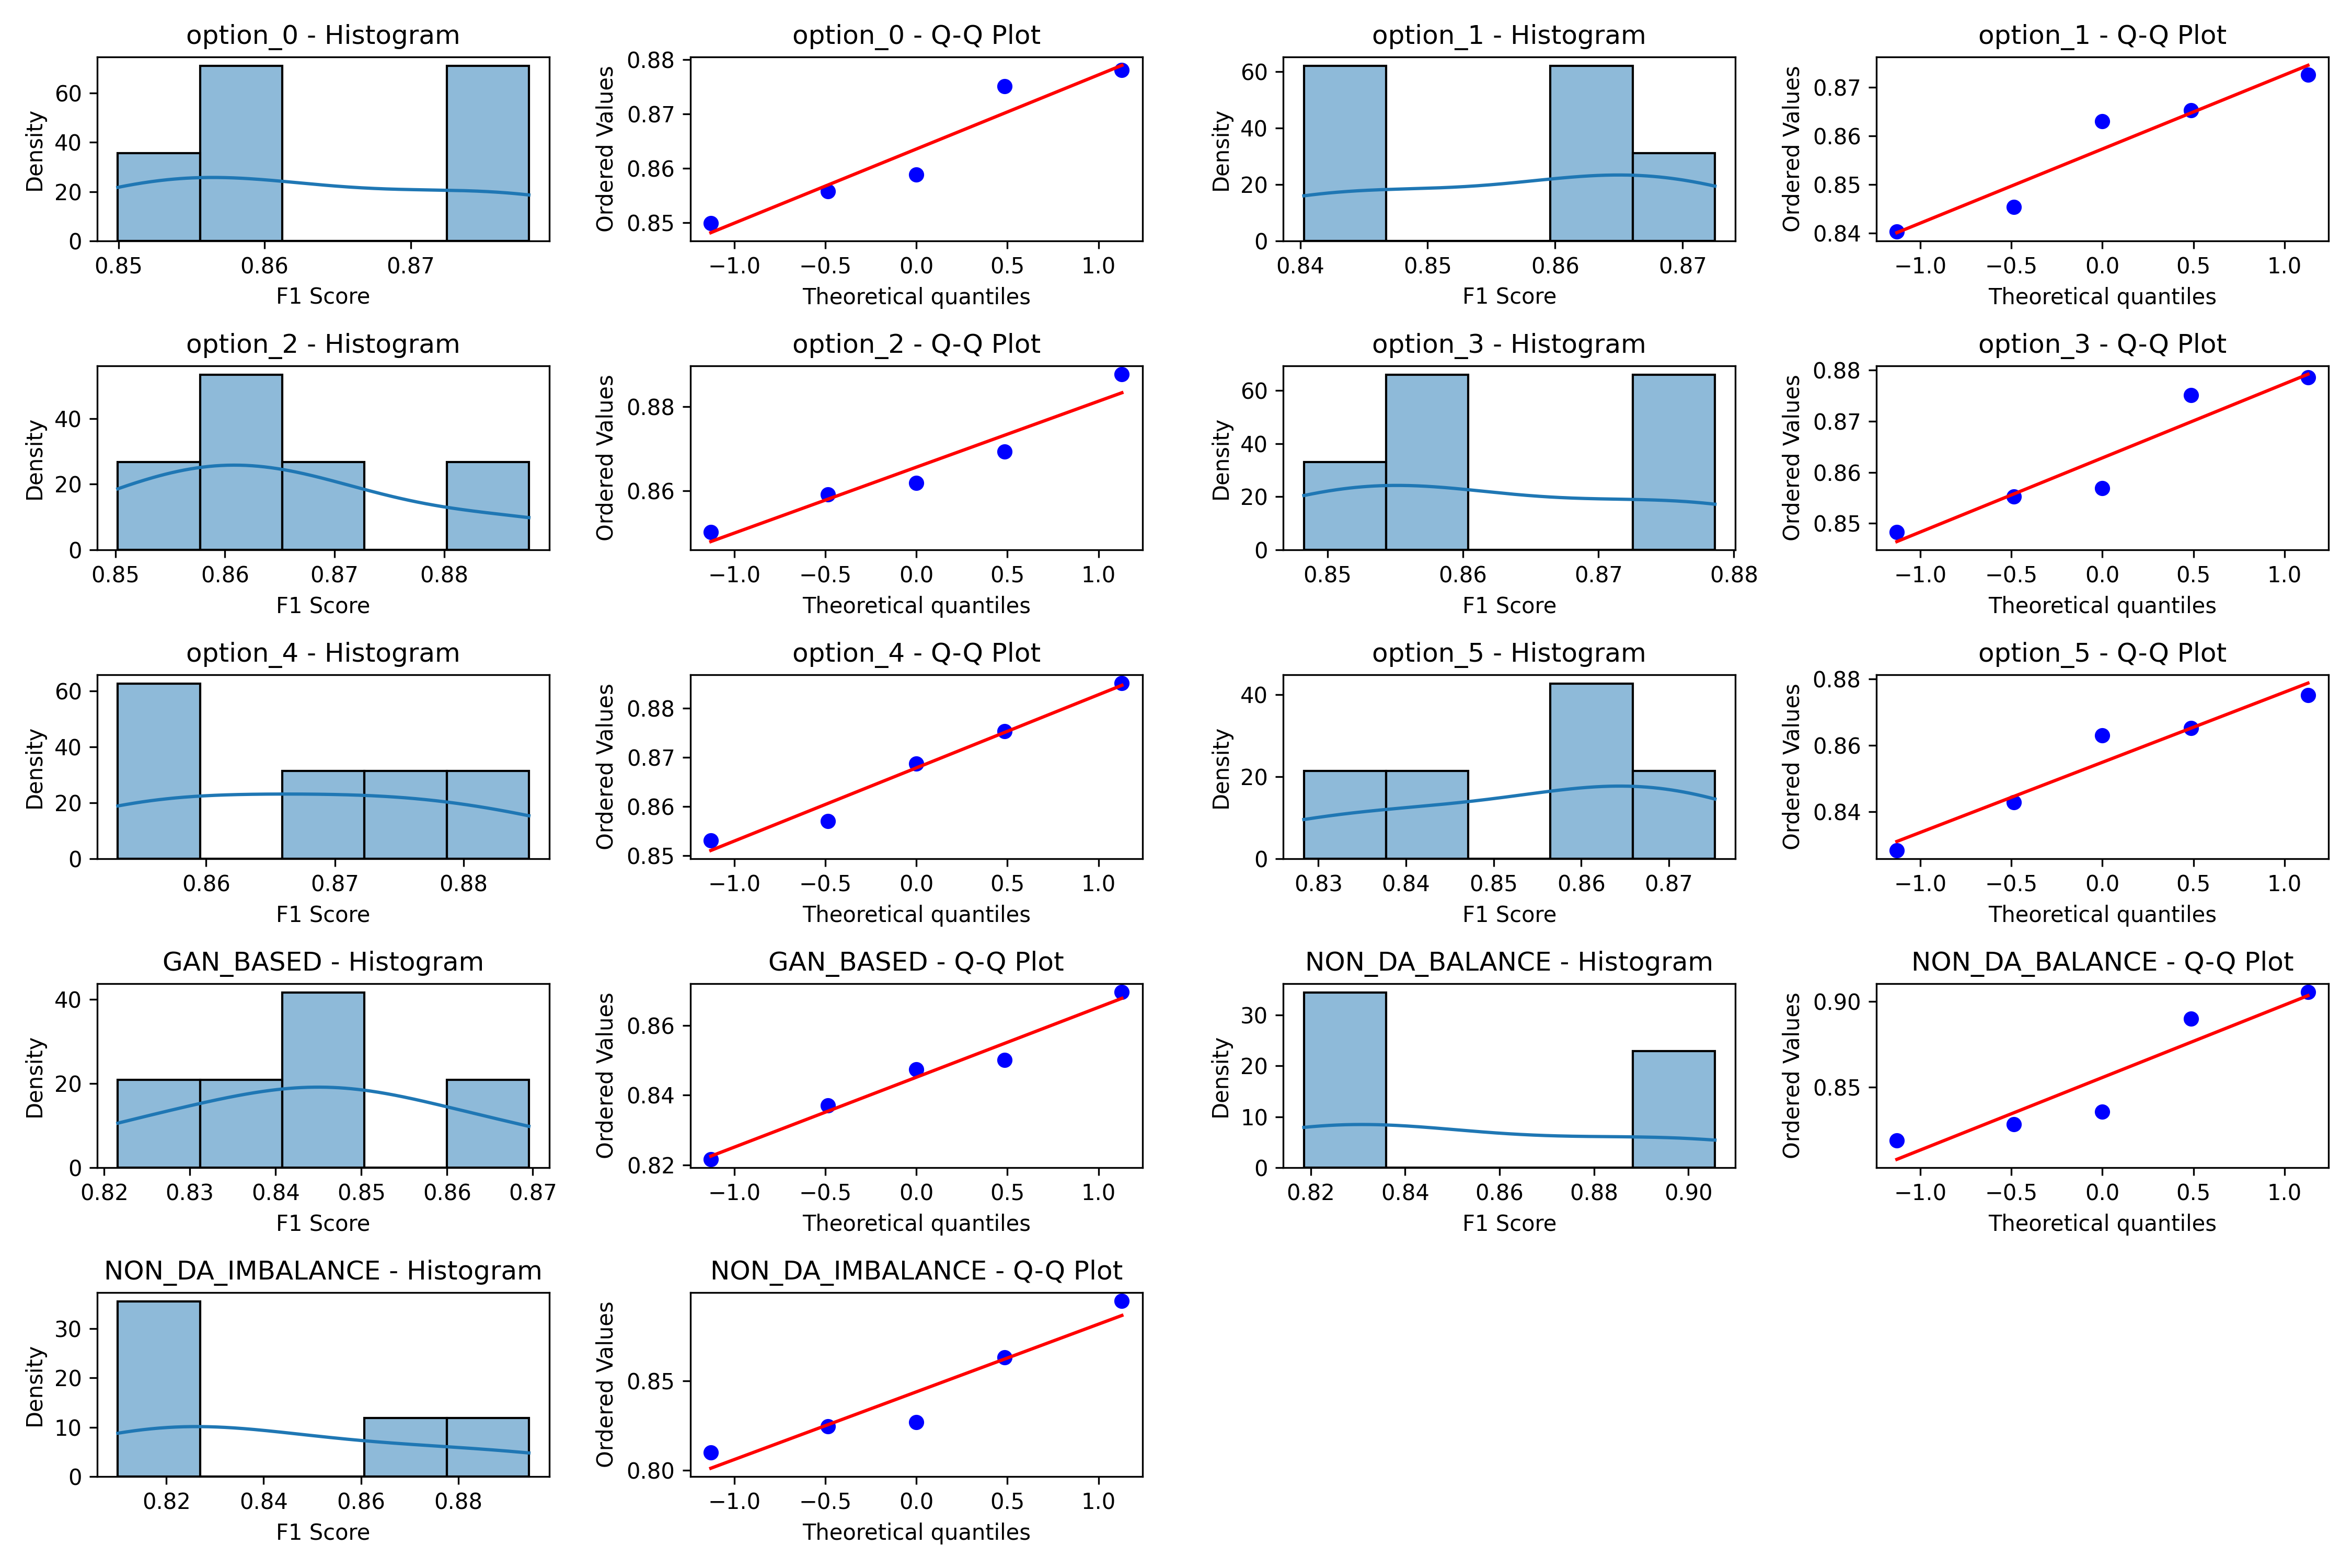 option_0 - Histogram
Density
60
40
20
0
0.85 0.86 0.87
F1 Score
option_0 - Q-Q Plot
Ordered Values
0.88
0.87
0.86
0.85
−1.0 −0.5 0.0 0.5 1.0
Theoretical quantiles
option_1 - Histogram
Density
60
40
20
0
0.84 0.85 0.86 0.87
F1 Score
option_1 - Q-Q Plot
Ordered Values
0.87
0.86
0.85
0.84
−1.0 −0.5 0.0 0.5 1.0
Theoretical quantiles
option_2 - Histogram
Density
40
20
0
0.85 0.86 0.87 0.88
F1 Score
option_2 - Q-Q Plot
Ordered Values
0.88
0.86
−1.0 −0.5 0.0 0.5 1.0
Theoretical quantiles
option_3 - Histogram
Density
60
40
20
0
0.85 0.86 0.87 0.88
F1 Score
option_3 - Q-Q Plot
Ordered Values
0.88
0.87
0.86
0.85
−1.0 −0.5 0.0 0.5 1.0
Theoretical quantiles
option_4 - Histogram
Density
60
40
20
0
0.86 0.87 0.88
F1 Score
option_4 - Q-Q Plot
Ordered Values
0.88
0.87
0.86
0.85
−1.0 −0.5 0.0 0.5 1.0
Theoretical quantiles
option_5 - Histogram
Density
40
20
0
0.83 0.84 0.85 0.86 0.87
F1 Score
option_5 - Q-Q Plot
Ordered Values
0.88
0.86
0.84
−1.0 −0.5 0.0 0.5 1.0
Theoretical quantiles
GAN_BASED - Histogram
Density
40
20
0
0.82 0.83 0.84 0.85 0.86 0.87
F1 Score
GAN_BASED - Q-Q Plot
Ordered Values
0.86
0.84
0.82
−1.0 −0.5 0.0 0.5 1.0
Theoretical quantiles
NON_DA_BALANCE - Histogram
Density
30
20
10
0
0.82 0.84 0.86 0.88 0.90
F1 Score
NON_DA_BALANCE - Q-Q Plot
Ordered Values
0.90
0.85
−1.0 −0.5 0.0 0.5 1.0
Theoretical quantiles
NON_DA_IMBALANCE - Histogram
Density
30
20
10
0
0.82 0.84 0.86 0.88
F1 Score
NON_DA_IMBALANCE - Q-Q Plot
Ordered Values
0.85
0.80
−1.0 −0.5 0.0 0.5 1.0
Theoretical quantiles